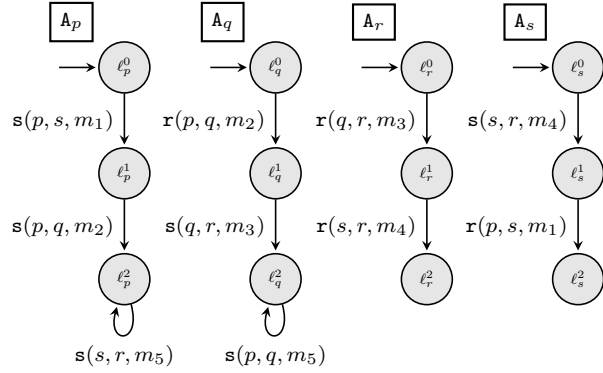 A_p A_q A_r A_s
ℓ_p^0 ℓ_q^0 ℓ_r^0 ℓ_s^0
s(p, s, m_1) r(p, q, m_2) r(q, r, m_3) s(s, r, m_4)
ℓ_p^1 ℓ_q^1 ℓ_r^1 ℓ_s^1
s(p, q, m_2) s(q, r, m_3) r(s, r, m_4) r(p, s, m_1)
ℓ_p^2 ℓ_q^2 ℓ_r^2 ℓ_s^2
s(s, r, m_5) s(p, q, m_5)